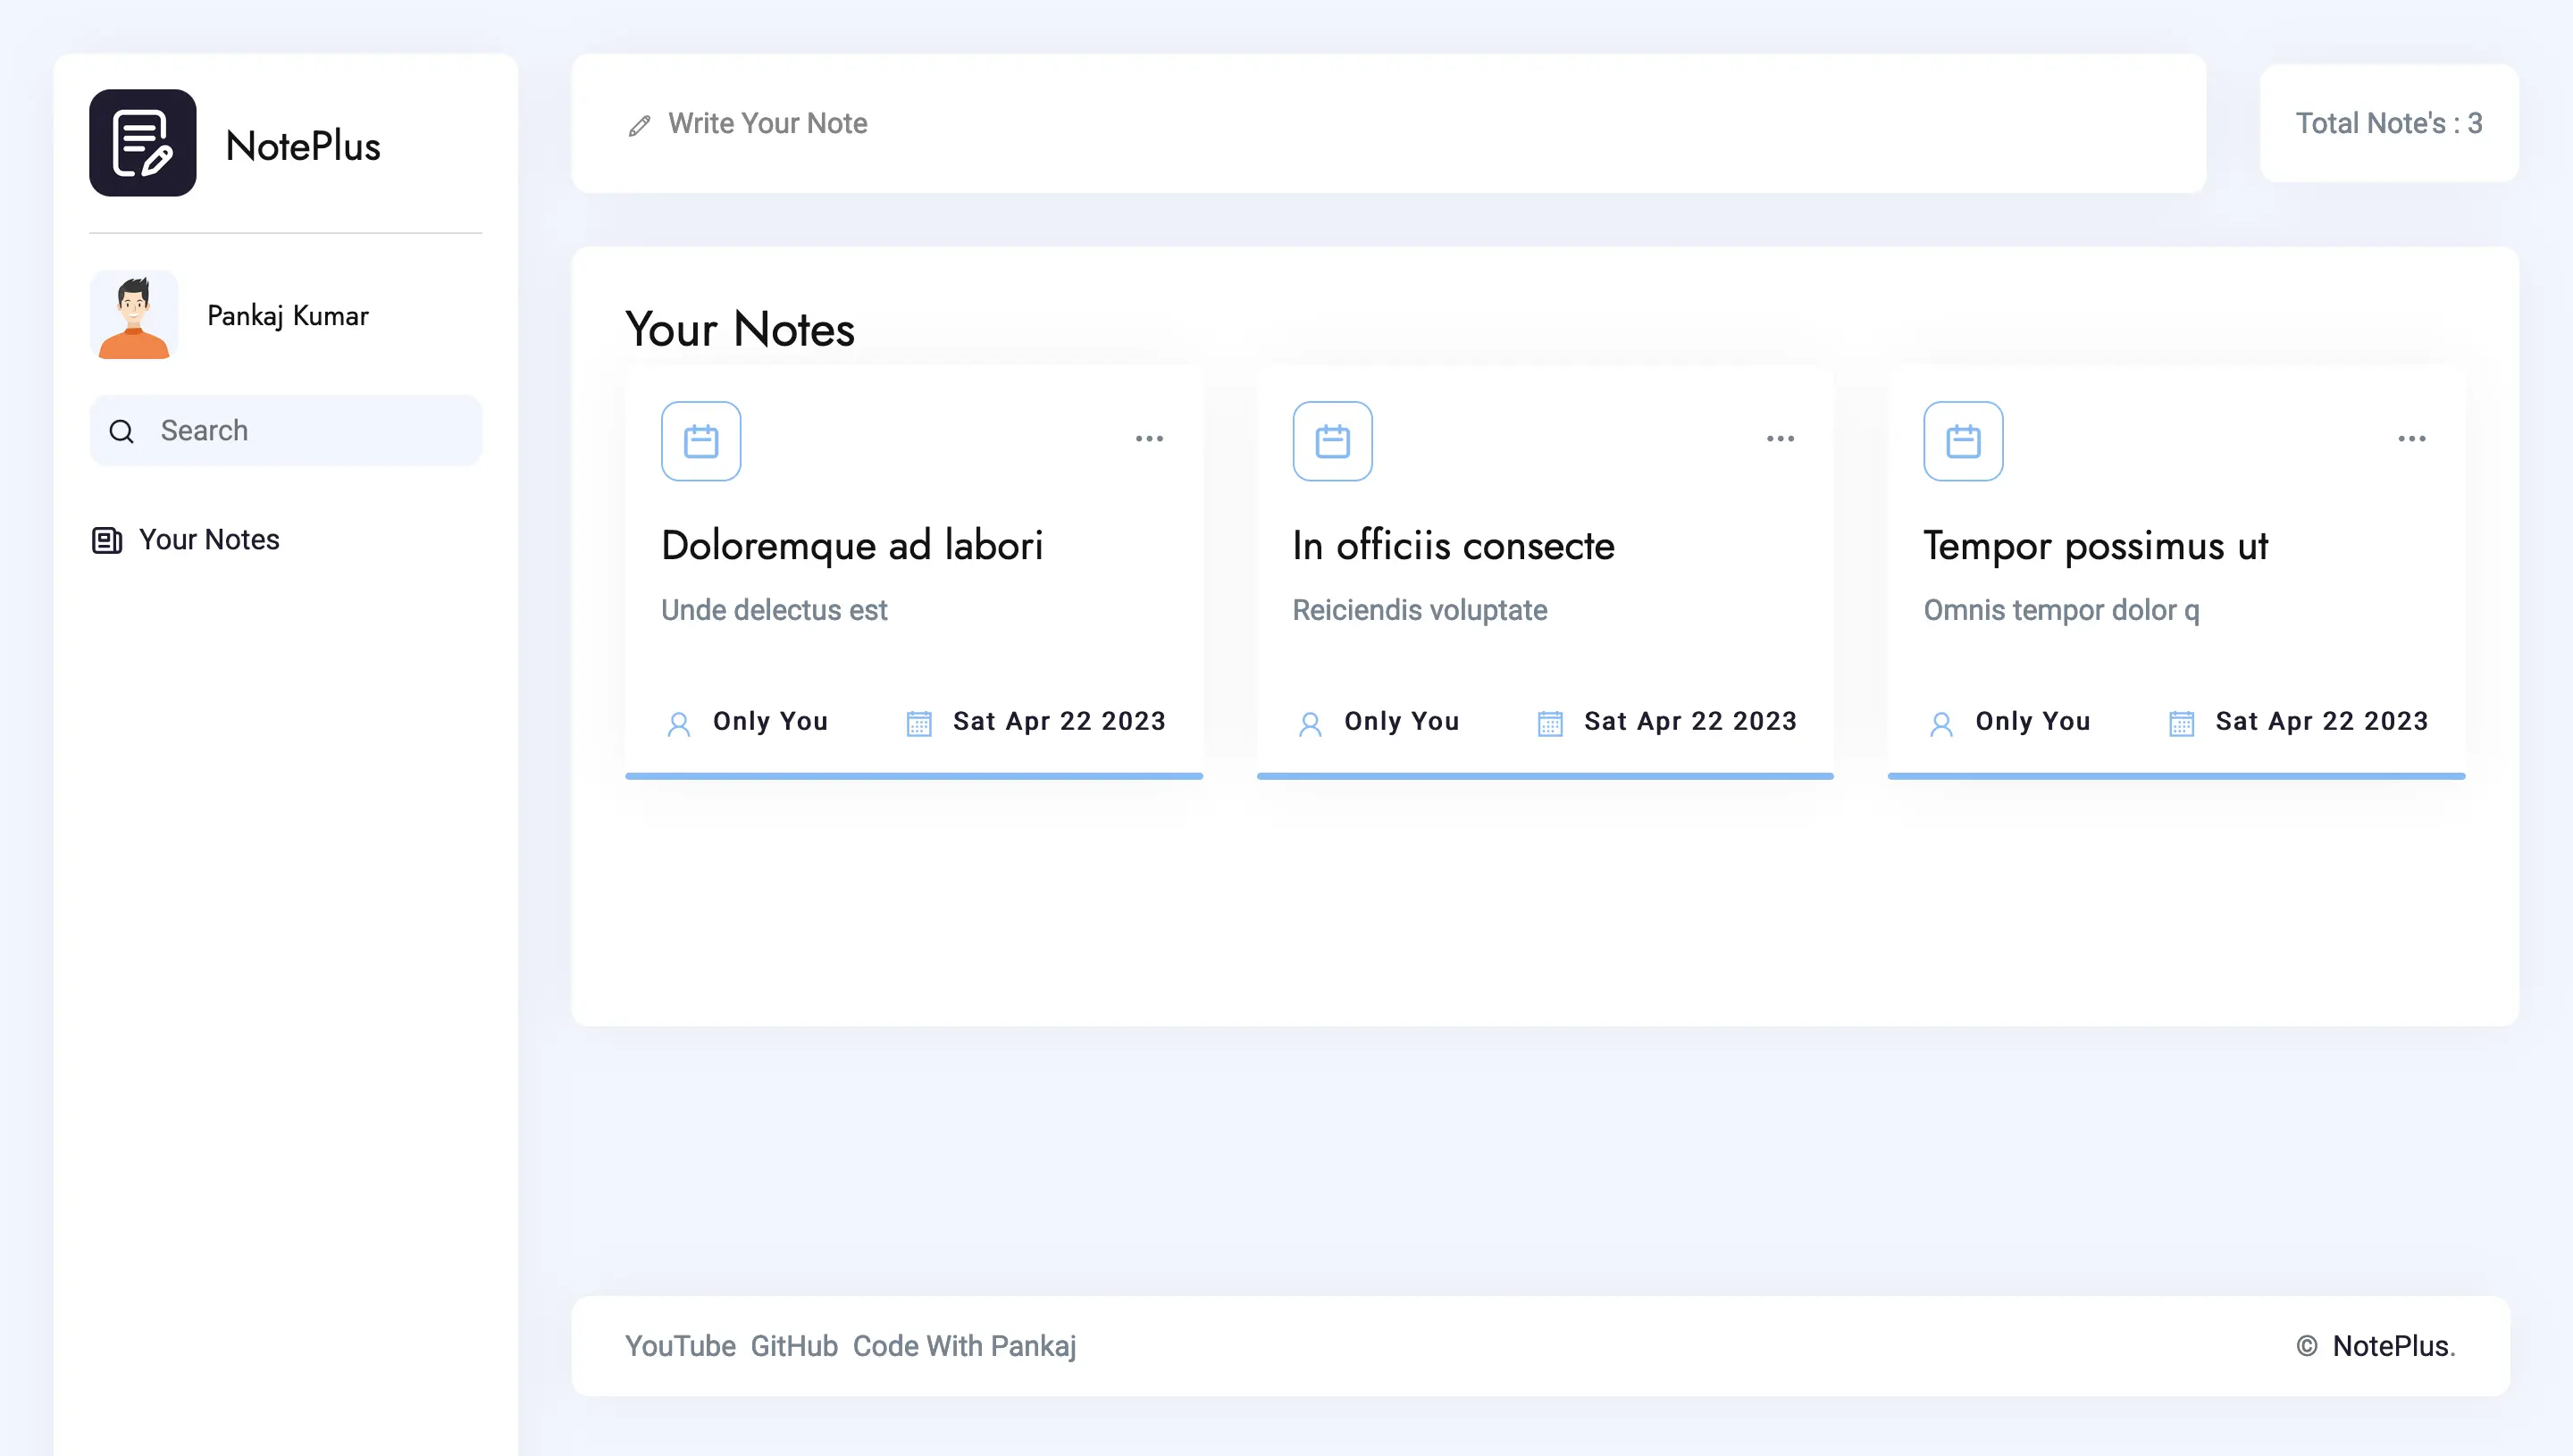 NotePlus
Pankaj Kumar
Search
Your Notes
Write Your Note
Total Note's : 3
Your Notes
Doloremque ad labori
Unde delectus est
Only You
Sat Apr 22 2023
In officiis consecte
Reiciendis voluptate
Only You
Sat Apr 22 2023
Tempor possimus ut
Omnis tempor dolor q
Only You
Sat Apr 22 2023
YouTube GitHub Code With Pankaj
© NotePlus.